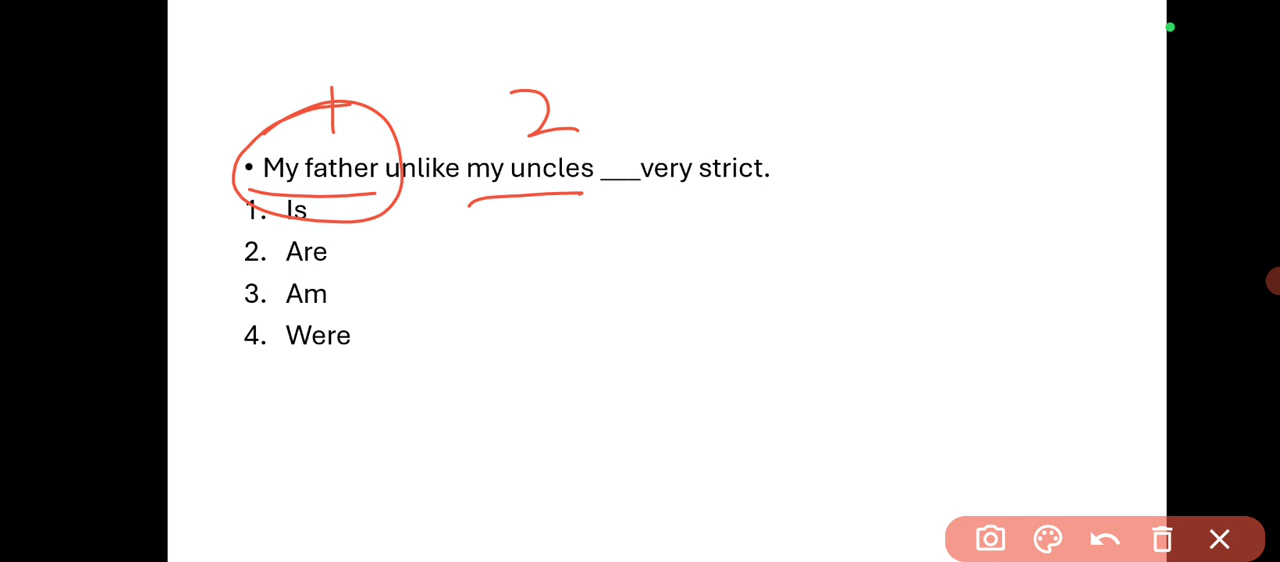 1 2
• My father unlike my uncles ___very strict.
1. Is
2. Are
3. Am
4. Were